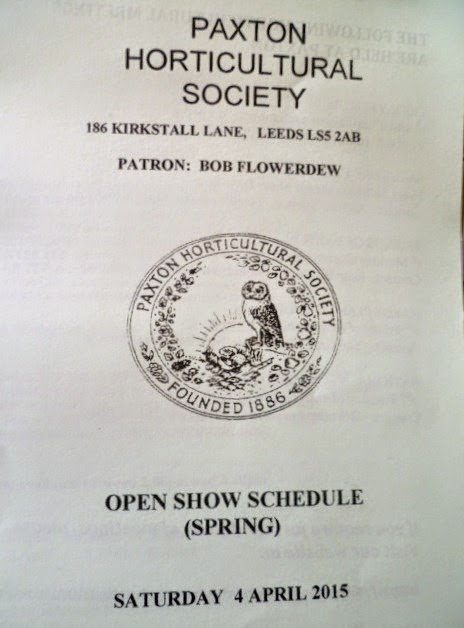 PAXTON
HORTICULTURAL
SOCIETY
186 KIRKSTALL LANE, LEEDS LS5 2AB
PATRON: BOB FLOWERDEW
PAXTON HORTICULTURAL SOCIETY
FOUNDED 1886
OPEN SHOW SCHEDULE
(SPRING)
SATURDAY 4 APRIL 2015